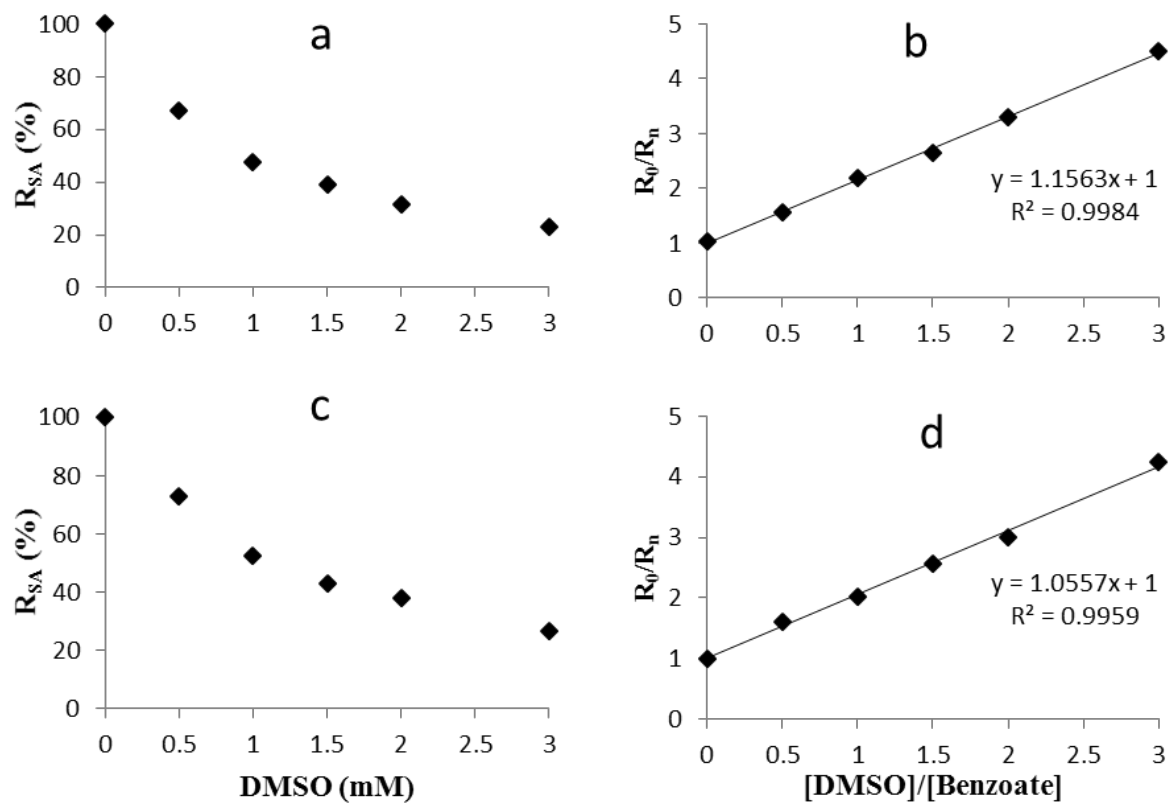 a
100
80
60
40
20
0
R_SA (%)
0 0.5 1 1.5 2 2.5 3
b
5
4
3
2
1
0
R₀/Rₙ
y = 1.1563x + 1
R² = 0.9984
0 0.5 1 1.5 2 2.5 3
c
100
80
60
40
20
0
R_SA (%)
0 0.5 1 1.5 2 2.5 3
DMSO (mM)
d
5
4
3
2
1
0
R₀/Rₙ
y = 1.0557x + 1
R² = 0.9959
0 0.5 1 1.5 2 2.5 3
[DMSO]/[Benzoate]